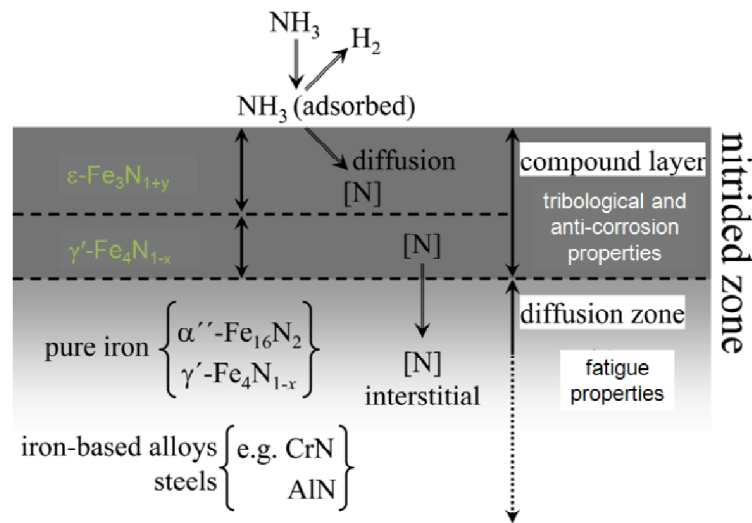 NH₃
H₂
NH₃ (adsorbed)
diffusion
[N]
ε-Fe₃N₁₊y
compound layer
tribological and
anti-corrosion
properties
γ′-Fe₄N₁₋ₓ
[N]
nitrided zone
diffusion zone
pure iron { α′′-Fe₁₆N₂
γ′-Fe₄N₁₋ₓ }
[N]
interstitial
fatigue
properties
iron-based alloys { e.g. CrN
steels AlN }